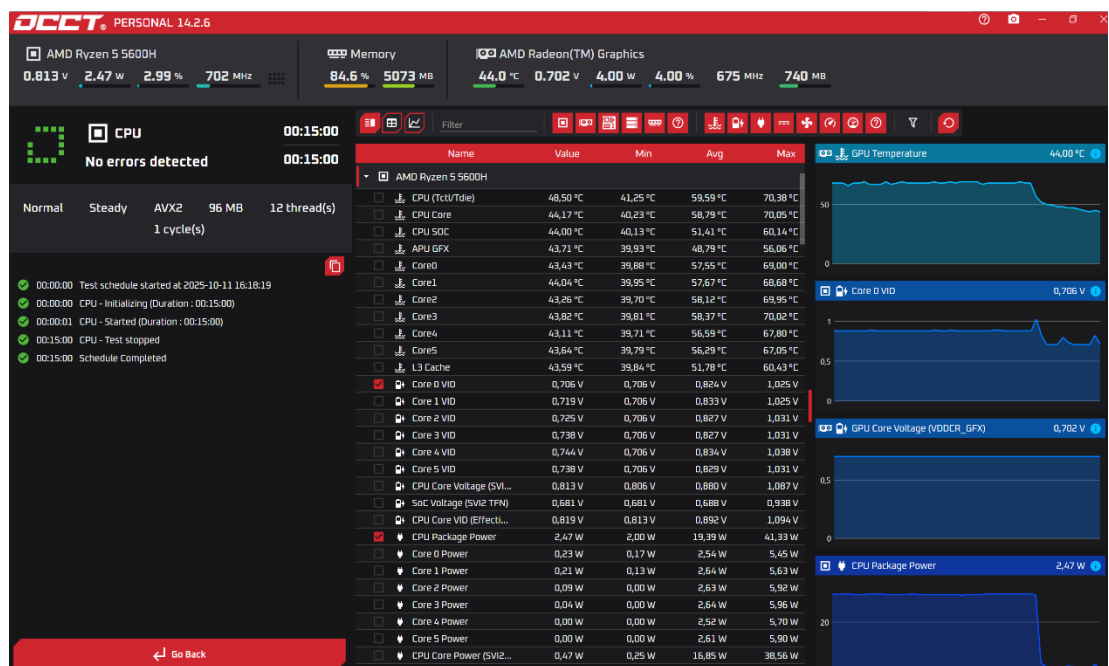 OCCT® PERSONAL 14.2.6
AMD Ryzen 5 5600H
0.813 V 2.47 W 2.99 % 702 MHz
Memory
84.6 % 5073 MB
AMD Radeon(TM) Graphics
44.0 °C 0.702 V 4.00 W 4.00 % 675 MHz 740 MB
CPU 00:15:00
No errors detected 00:15:00
Normal Steady AVX2 96 MB 12 thread(s)
1 cycle(s)
00:00:00 Test schedule started at 2025-10-11 16:18:19
00:00:00 CPU - Initializing (Duration : 00:15:00)
00:00:01 CPU - Started (Duration : 00:15:00)
00:15:00 CPU - Test stopped
00:15:00 Schedule Completed
Go Back
Filter
Name Value Min Avg Max
AMD Ryzen 5 5600H
CPU (Tctl/Tdie) 48,50 °C 41,25 °C 59,59 °C 70,38 °C
CPU Core 44,17 °C 40,23 °C 58,79 °C 70,05 °C
CPU SOC 44,00 °C 40,13 °C 51,41 °C 60,14 °C
APU GFX 43,71 °C 39,93 °C 48,79 °C 56,06 °C
Core0 43,43 °C 39,88 °C 57,55 °C 69,00 °C
Core1 44,04 °C 39,95 °C 57,67 °C 68,68 °C
Core2 43,26 °C 39,70 °C 58,12 °C 69,95 °C
Core3 43,82 °C 39,81 °C 58,37 °C 70,02 °C
Core4 43,11 °C 39,71 °C 56,59 °C 67,80 °C
Core5 43,64 °C 39,79 °C 56,29 °C 67,05 °C
L3 Cache 43,59 °C 39,84 °C 51,78 °C 60,43 °C
Core 0 VID 0,706 V 0,706 V 0,824 V 1,025 V
Core 1 VID 0,719 V 0,706 V 0,833 V 1,025 V
Core 2 VID 0,725 V 0,706 V 0,827 V 1,031 V
Core 3 VID 0,738 V 0,706 V 0,827 V 1,031 V
Core 4 VID 0,744 V 0,706 V 0,834 V 1,038 V
Core 5 VID 0,738 V 0,706 V 0,829 V 1,031 V
CPU Core Voltage (SVI... 0,813 V 0,806 V 0,880 V 1,087 V
SoC Voltage (SVI2 TFN) 0,681 V 0,681 V 0,688 V 0,938 V
CPU Core VID (Effecti... 0,819 V 0,813 V 0,892 V 1,094 V
CPU Package Power 2,47 W 2,00 W 19,39 W 41,33 W
Core 0 Power 0,23 W 0,17 W 2,54 W 5,45 W
Core 1 Power 0,21 W 0,13 W 2,64 W 5,63 W
Core 2 Power 0,09 W 0,00 W 2,63 W 5,92 W
Core 3 Power 0,04 W 0,00 W 2,64 W 5,96 W
Core 4 Power 0,00 W 0,00 W 2,52 W 5,70 W
Core 5 Power 0,00 W 0,00 W 2,61 W 5,90 W
CPU Core Power (SVI2... 0,47 W 0,25 W 16,85 W 38,56 W
GPU Temperature 44,00 °C
50
0
Core 0 VID 0,706 V
1
0,5
0
GPU Core Voltage (VDDCR_GFX) 0,702 V
0,5
0
CPU Package Power 2,47 W
20